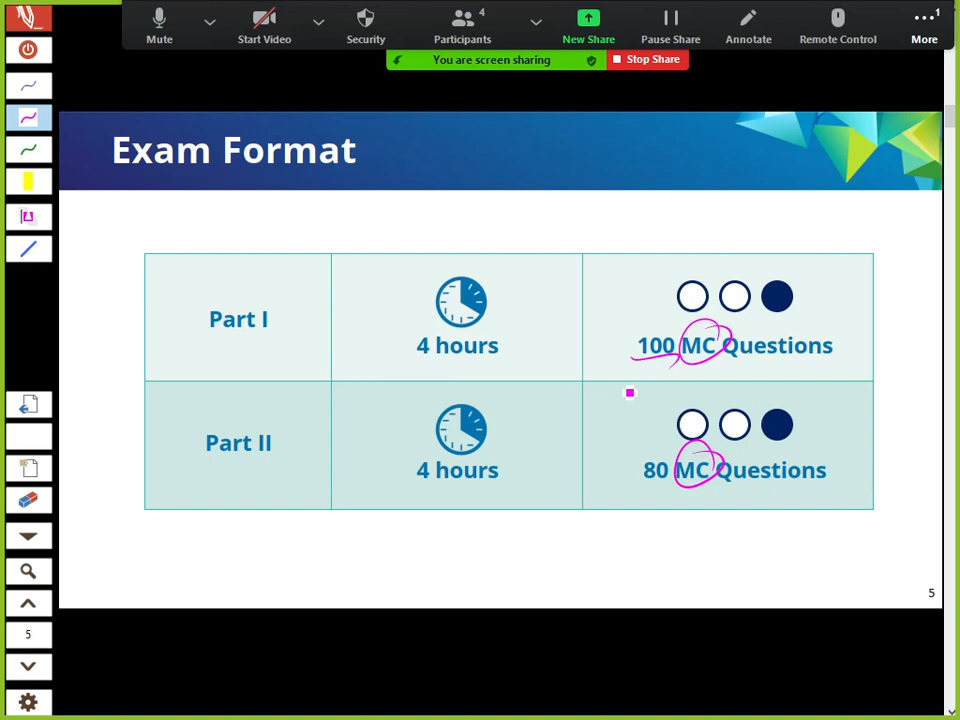 4 1
Mute Start Video Security Participants New Share Pause Share Annotate Remote Control More
You are screen sharing Stop Share
Exam Format
Part I
4 hours
100 MC Questions
Part II
4 hours
80 MC Questions
5
5